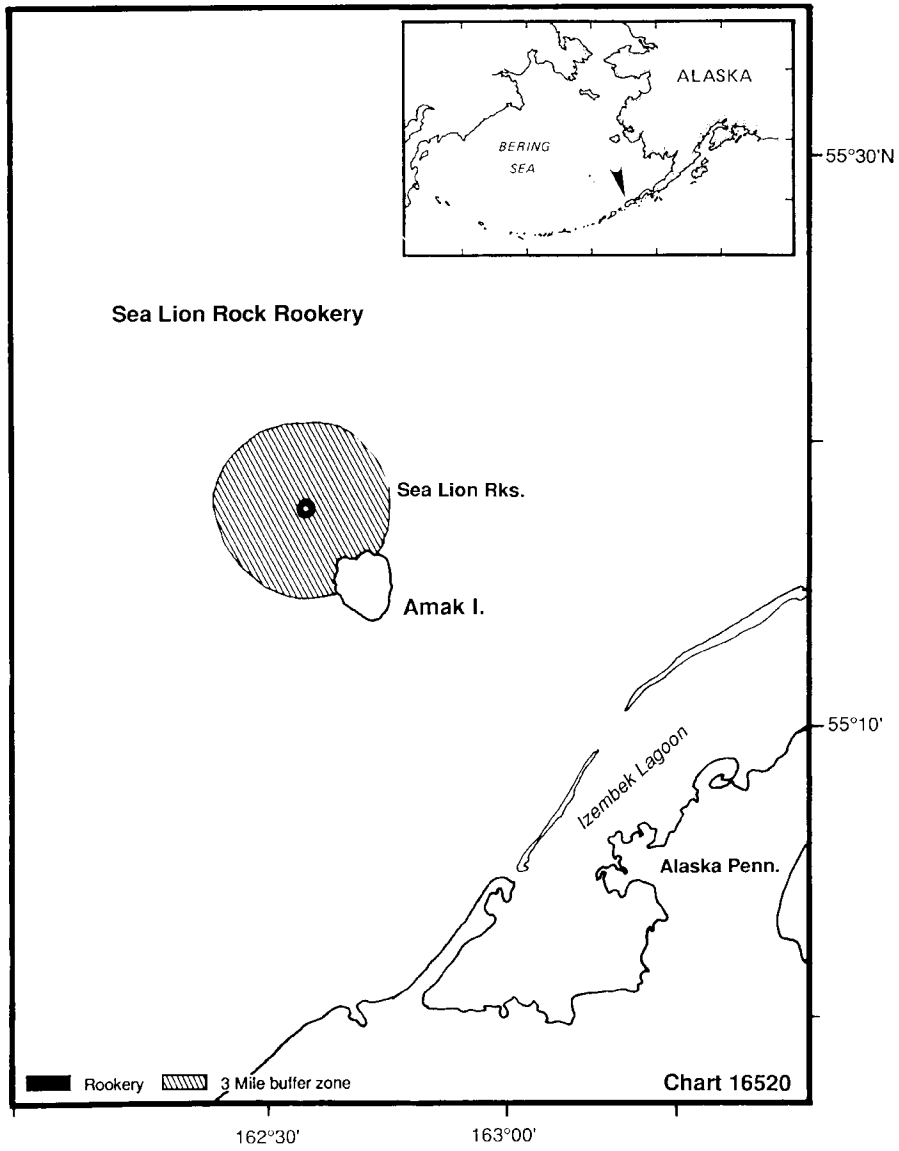 ALASKA
BERING
SEA
55°30'N
Sea Lion Rock Rookery
Sea Lion Rks.
Amak I.
55°10'
Izembek Lagoon
Alaska Penn.
Rookery
3 Mile buffer zone
Chart 16520
162°30'
163°00'